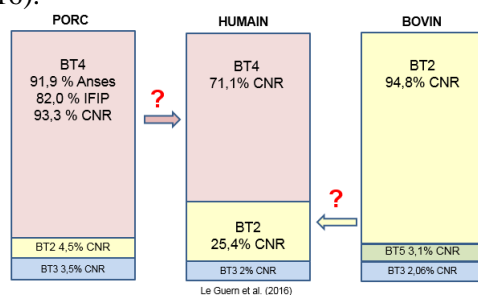 16).
PORC
HUMAIN
BOVIN
BT4
91,9 % Anses
82,0 % IFIP
93,3 % CNR
BT2 4,5% CNR
BT3 3,5% CNR
?
BT4
71,1% CNR
BT2
25,4% CNR
BT3 2% CNR
?
BT2
94,8% CNR
BT5 3,1% CNR
BT3 2,06% CNR
Le Guern et al. (2016)